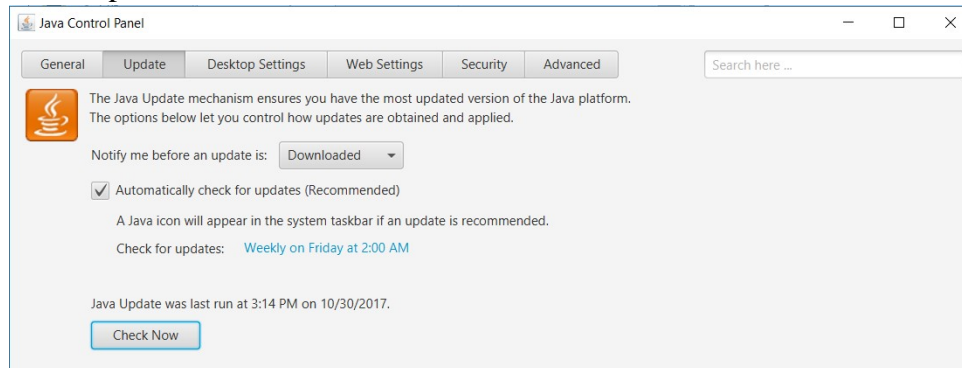 Java Control Panel
General Update Desktop Settings Web Settings Security Advanced Search here ...
The Java Update mechanism ensures you have the most updated version of the Java platform.
The options below let you control how updates are obtained and applied.
Notify me before an update is: Downloaded
Automatically check for updates (Recommended)
A Java icon will appear in the system taskbar if an update is recommended.
Check for updates: Weekly on Friday at 2:00 AM
Java Update was last run at 3:14 PM on 10/30/2017.
Check Now